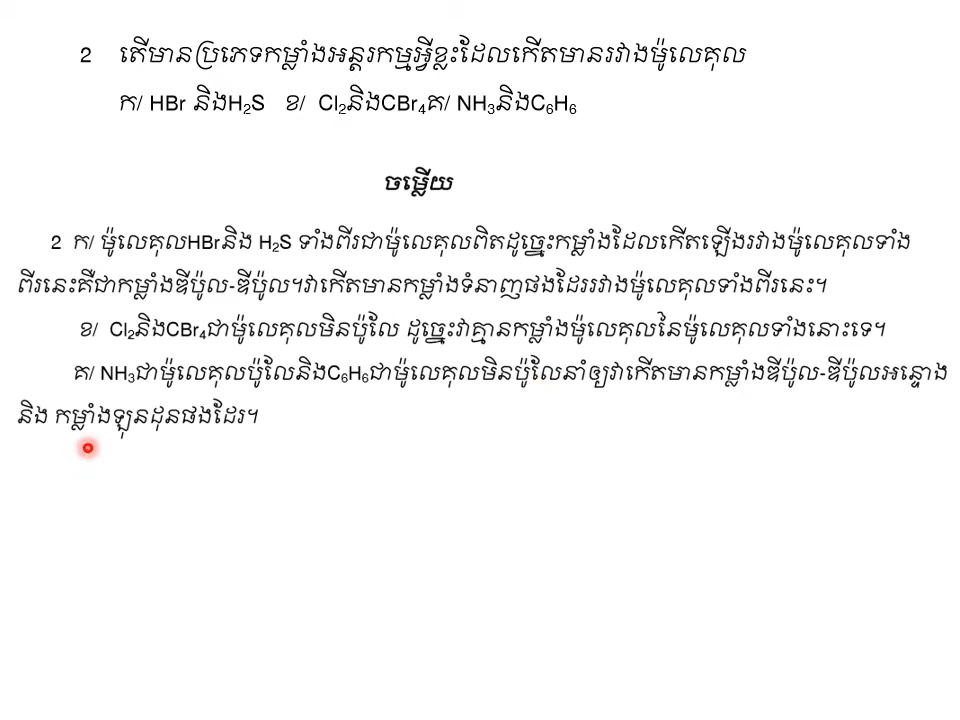 2 តើមានប្រភេទកម្លាំងអន្តរកម្មអ្វីខ្លះដែលកើតមានរវាងម៉ូលេគុល
ក/ HBr និងH₂S ខ/ Cl₂និងCBr₄គ/ NH₃និងC₆H₆
ចម្លើយ
2 ក/ ម៉ូលេគុលHBrនិង H₂S ទាំងពីរជាម៉ូលេគុលពិតដូច្នេះកម្លាំងដែលកើតឡើងរវាងម៉ូលេគុលទាំង
ពីរនេះគឺជាកម្លាំងឌីប៉ូល-ឌីប៉ូល។វាកើតមានកម្លាំងទំនាញផងដែររវាងម៉ូលេគុលទាំងពីរនេះ។
ខ/ Cl₂និងCBr₄ជាម៉ូលេគុលមិនប៉ូលែ ដូច្នេះវាគ្មានកម្លាំងម៉ូលេគុលនៃម៉ូលេគុលទាំងនោះទេ។
គ/ NH₃ជាម៉ូលេគុលប៉ូលែនិងC₆H₆ជាម៉ូលេគុលមិនប៉ូលែនាំឲ្យវាកើតមានកម្លាំងឌីប៉ូល-ឌីប៉ូលអន្ទោង
និង កម្លាំងឡុនដុនផងដែរ។